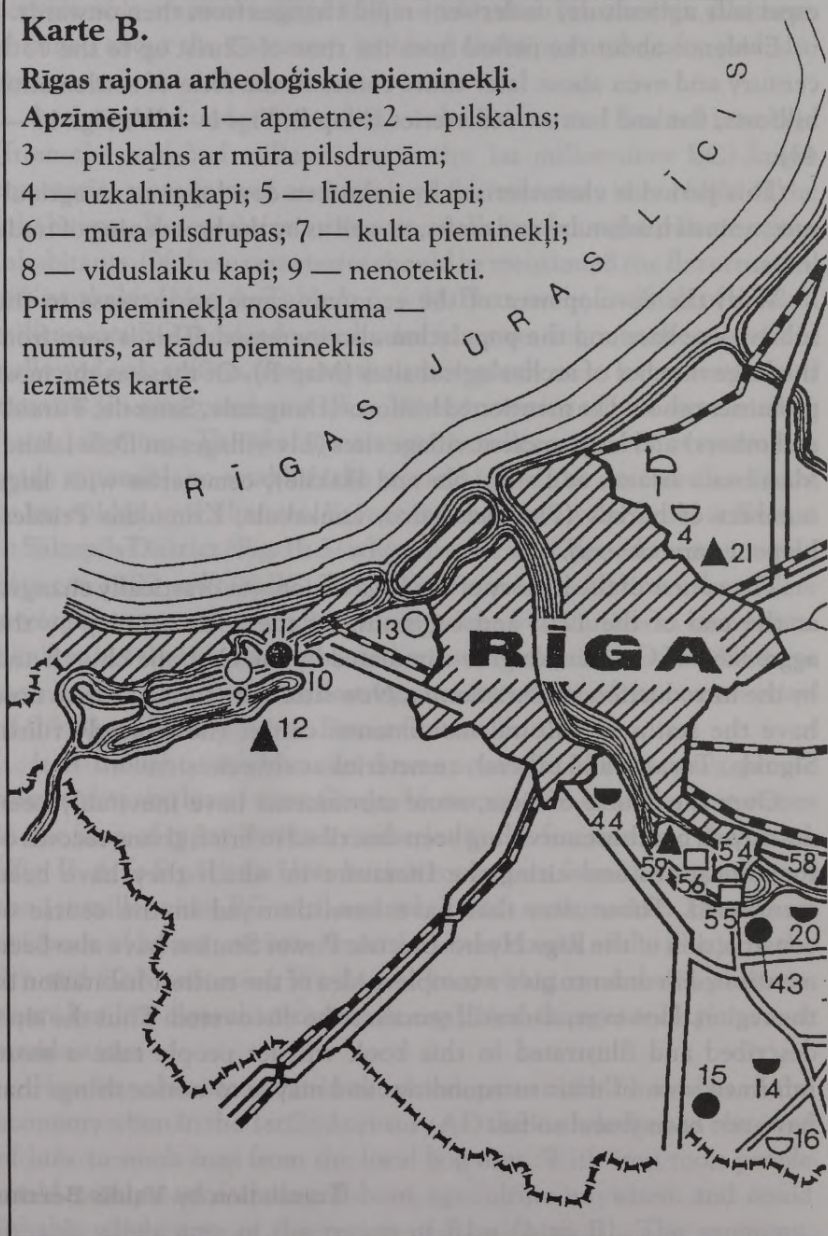 Karte B.
Rīgas rajona arheoloģiskie pieminekļi.
Apzīmējumi: 1 — apmetne; 2 — pilskalns;
3 — pilskalns ar mūra pilsdrupām;
4 — uzkalniņkapi; 5 — līdzenie kapi;
6 — mūra pilsdrupas; 7 — kulta pieminekļi;
8 — viduslaiku kapi; 9 — nenoteikti.
Pirms pieminekļa nosaukuma —
numurs, ar kādu piemineklis
iezīmēts kartē.
RĪGAS JŪRAS LĪCIS
1
4
21
13
RĪGA
11
10
9
12
44
54
59
58
56
55
20
43
15
14
16